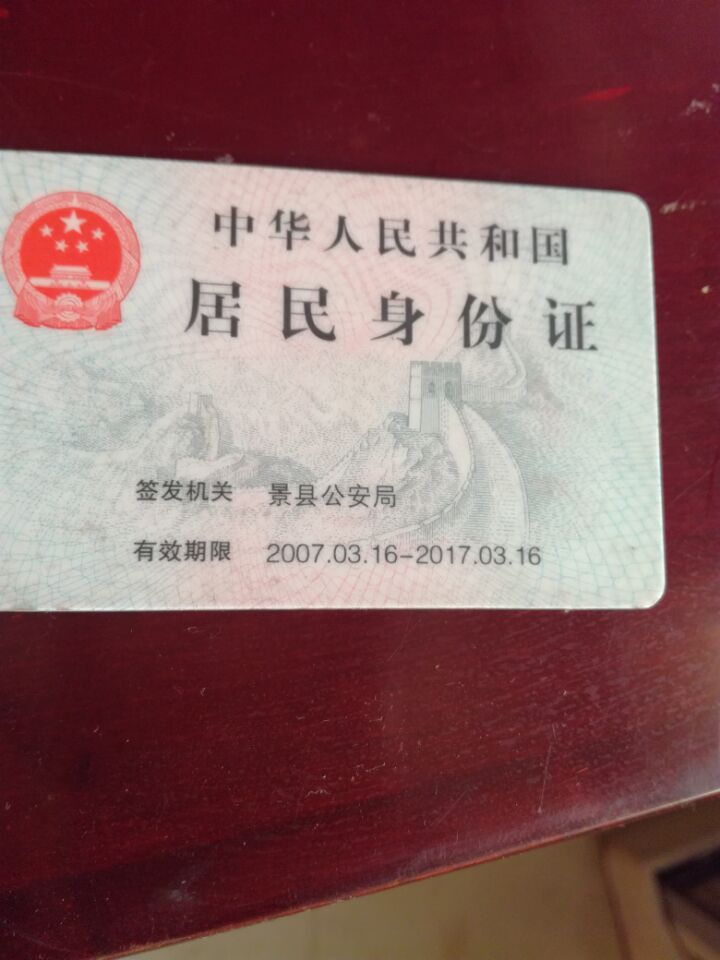 中华人民共和国
居民身份证
签发机关 景县公安局
有效期限 2007.03.16-2017.03.16